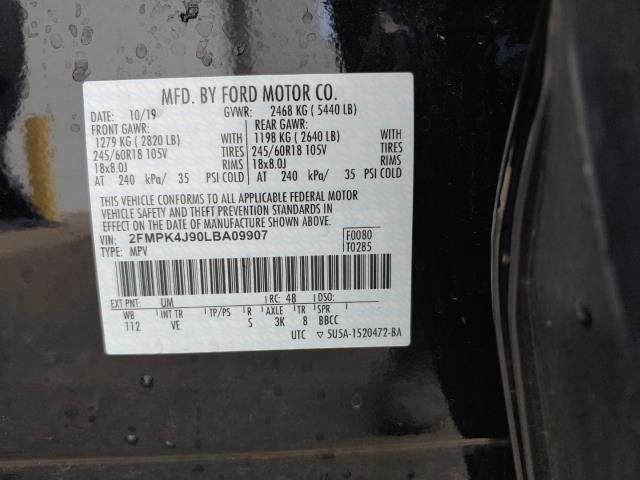 MFD. BY FORD MOTOR CO.
DATE: 10/19 GVWR: 2468 KG ( 5440 LB)
FRONT GAWR: REAR GAWR:
1279 KG ( 2820 LB) WITH 1198 KG ( 2640 LB) WITH
245/60R18 105V TIRES 245/60R18 105V TIRES
18x8.0J RIMS 18x8.0J RIMS
AT 240 kPa/ 35 PSI COLD AT 240 kPa/ 35 PSI COLD
THIS VEHICLE CONFORMS TO ALL APPLICABLE FEDERAL MOTOR
VEHICLE SAFETY AND THEFT PREVENTION STANDARDS IN
EFFECT ON THE DATE OF MANUFACTURE SHOWN ABOVE.
VIN: 2FMPK4J90LBA09907 F0080
TYPE: MPV T0285
EXT PNT: UM RC: 48 DSO:
WB INT TR TP/PS R AXLE TR SPR
112 VE S 3K 8 BBCC
UTC ▽ 5U5A-1520472-BA